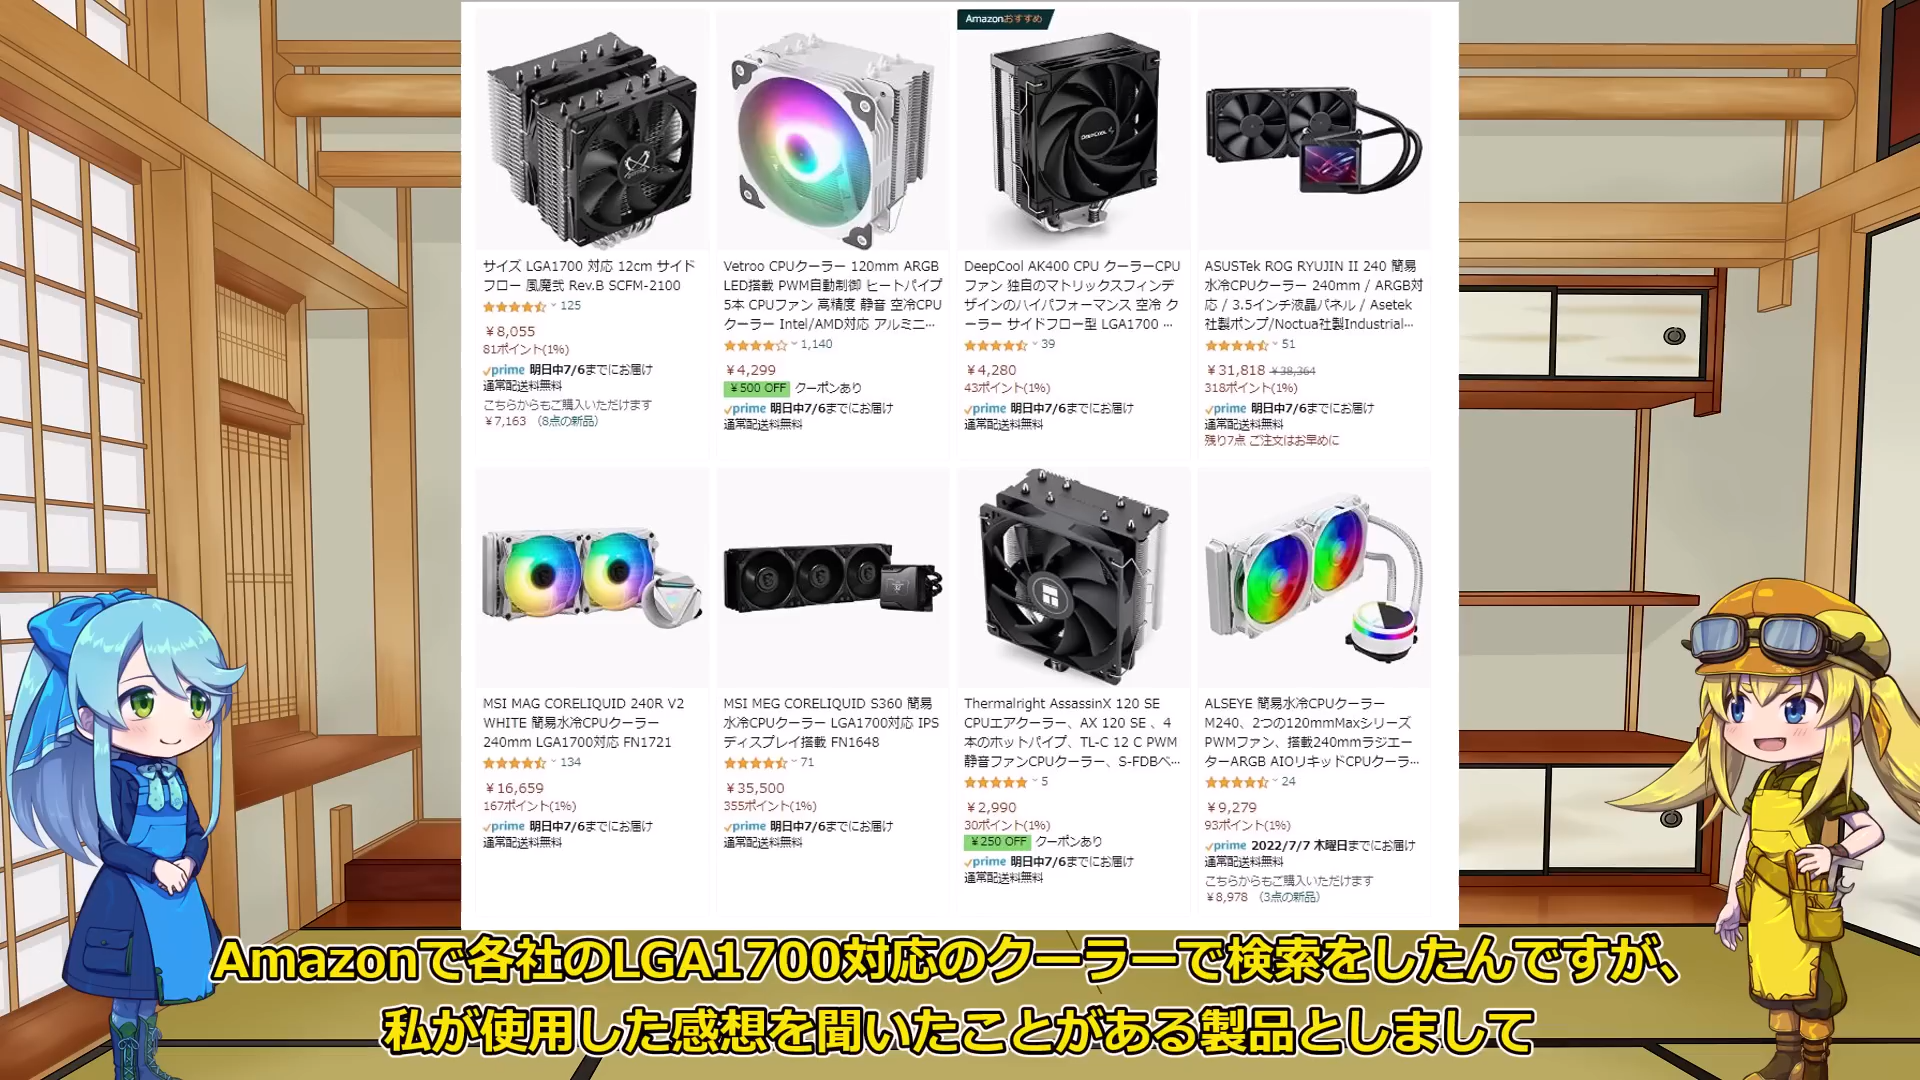 Amazonおすすめ
サイズ LGA1700 対応 12cm サイド
フロー 風魔弐 Rev.B SCFM-2100
125
￥8,055
81ポイント(1%)
prime 明日中7/6までにお届け
通常配送料無料
こちらからもご購入いただけます
￥7,163 (8点の新品)
Vetroo CPUクーラー 120mm ARGB
LED搭載 PWM自動制御 ヒートパイプ
5本 CPUファン 高精度 静音 空冷CPU
クーラー Intel/AMD対応 アルミニ…
1,140
￥4,299
￥500 OFF クーポンあり
prime 明日中7/6までにお届け
通常配送料無料
DEEPCOOL
DeepCool AK400 CPU クーラーCPU
ファン 独自のマトリックスフィンデ
ザインのハイパフォーマンス 空冷 ク
ーラー サイドフロー型 LGA1700 …
39
￥4,280
43ポイント(1%)
prime 明日中7/6までにお届け
通常配送料無料
ASUSTek ROG RYUJIN II 240 簡易
水冷CPUクーラー 240mm / ARGB対
応 / 3.5インチ液晶パネル / Asetek
社製ポンプ/Noctua社製Industrial…
51
￥31,818 ￥38,364
318ポイント(1%)
prime 明日中7/6までにお届け
通常配送料無料
残り7点 ご注文はお早めに
MSI MAG CORELIQUID 240R V2
WHITE 簡易水冷CPUクーラー
240mm LGA1700対応 FN1721
134
￥16,659
167ポイント(1%)
prime 明日中7/6までにお届け
通常配送料無料
MSI MEG CORELIQUID S360 簡易
水冷CPUクーラー LGA1700対応 IPS
ディスプレイ搭載 FN1648
71
￥35,500
355ポイント(1%)
prime 明日中7/6までにお届け
通常配送料無料
Thermalright AssassinX 120 SE
CPUエアクーラー、AX 120 SE 、4
本のホットパイプ、TL-C 12 C PWM
静音ファンCPUクーラー、S-FDBベ…
5
￥2,990
30ポイント(1%)
￥250 OFF クーポンあり
prime 明日中7/6までにお届け
通常配送料無料
ALSEYE 簡易水冷CPUクーラー
M240、2つの120mmMaxシリーズ
PWMファン、搭載240mmラジエー
ターARGB AIOリキッドCPUクーラ…
24
￥9,279
93ポイント(1%)
prime 2022/7/7 木曜日までにお届け
通常配送料無料
こちらからもご購入いただけます
￥8,978 (3点の新品)
Amazonで各社のLGA1700対応のクーラーで検索をしたんですが、
私が使用した感想を聞いたことがある製品としまして